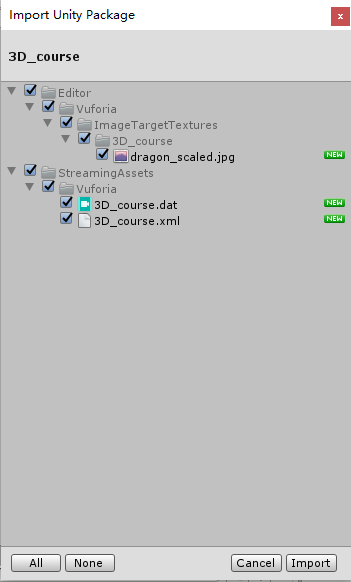 Import Unity Package
x
3D_course
Editor
Vuforia
ImageTargetTextures
3D_course
dragon_scaled.jpg NEW
StreamingAssets
Vuforia
3D_course.dat NEW
3D_course.xml NEW
All None Cancel Import